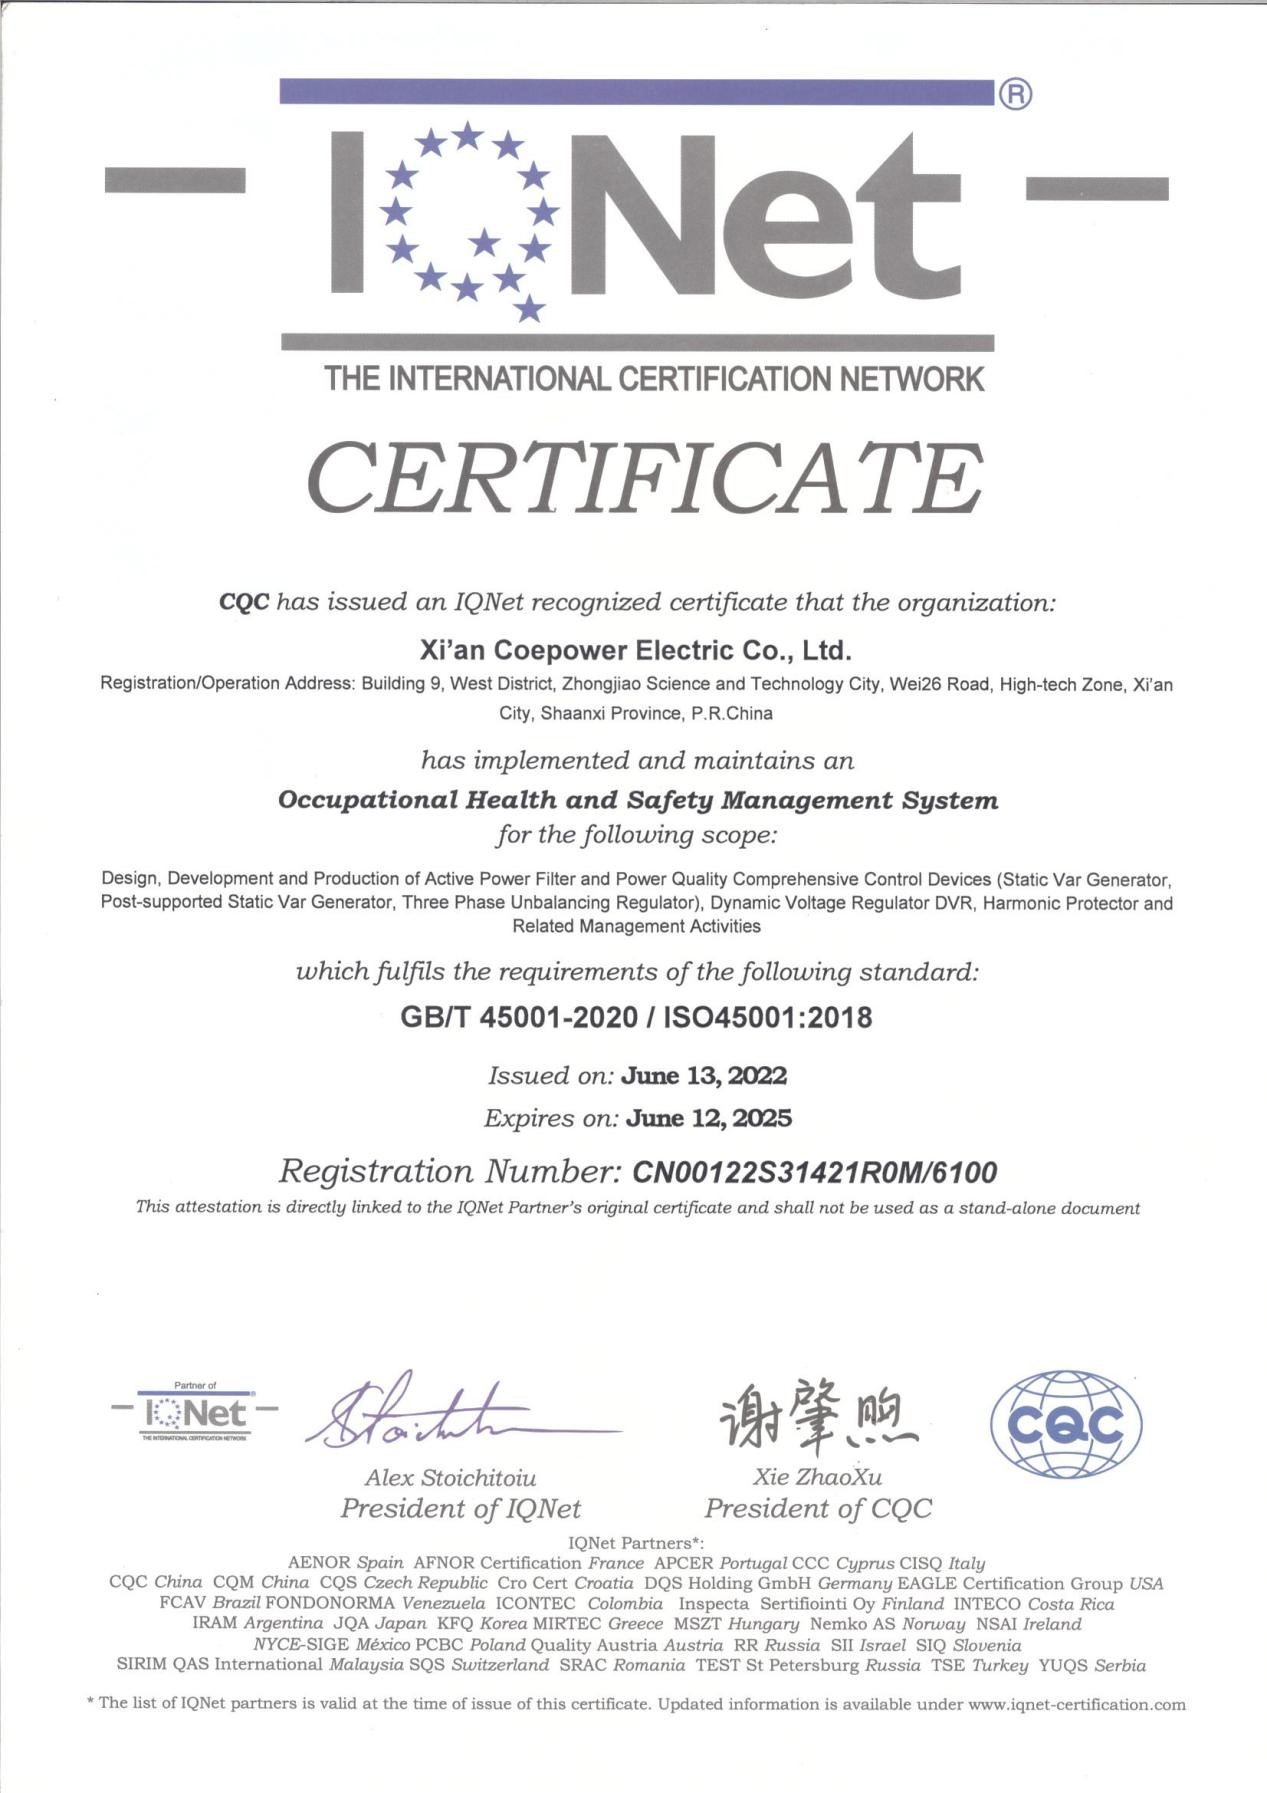 IQNet®
THE INTERNATIONAL CERTIFICATION NETWORK
CERTIFICATE
CQC has issued an IQNet recognized certificate that the organization:
Xi'an Coepower Electric Co., Ltd.
Registration/Operation Address: Building 9, West District, Zhongjiao Science and Technology City, Wei26 Road, High-tech Zone, Xi'an
City, Shaanxi Province, P.R.China
has implemented and maintains an
Occupational Health and Safety Management System
for the following scope:
Design, Development and Production of Active Power Filter and Power Quality Comprehensive Control Devices (Static Var Generator,
Post-supported Static Var Generator, Three Phase Unbalancing Regulator), Dynamic Voltage Regulator DVR, Harmonic Protector and
Related Management Activities
which fulfils the requirements of the following standard:
GB/T 45001-2020 / ISO45001:2018
Issued on: June 13, 2022
Expires on: June 12, 2025
Registration Number: CN00122S31421R0M/6100
This attestation is directly linked to the IQNet Partner's original certificate and shall not be used as a stand-alone document
Partner of
IQNet®
THE INTERNATIONAL CERTIFICATION NETWORK
Stoichitoiu
谢肇煦
CQC
Alex Stoichitoiu
President of IQNet
Xie ZhaoXu
President of CQC
IQNet Partners*:
AENOR Spain AFNOR Certification France APCER Portugal CCC Cyprus CISQ Italy
CQC China CQM China CQS Czech Republic Cro Cert Croatia DQS Holding GmbH Germany EAGLE Certification Group USA
FCAV Brazil FONDONORMA Venezuela ICONTEC Colombia Inspecta Sertifiointi Oy Finland INTECO Costa Rica
IRAM Argentina JQA Japan KFQ Korea MIRTEC Greece MSZT Hungary Nemko AS Norway NSAI Ireland
NYCE-SIGE México PCBC Poland Quality Austria Austria RR Russia SII Israel SIQ Slovenia
SIRIM QAS International Malaysia SQS Switzerland SRAC Romania TEST St Petersburg Russia TSE Turkey YUQS Serbia
* The list of IQNet partners is valid at the time of issue of this certificate. Updated information is available under www.iqnet-certification.com